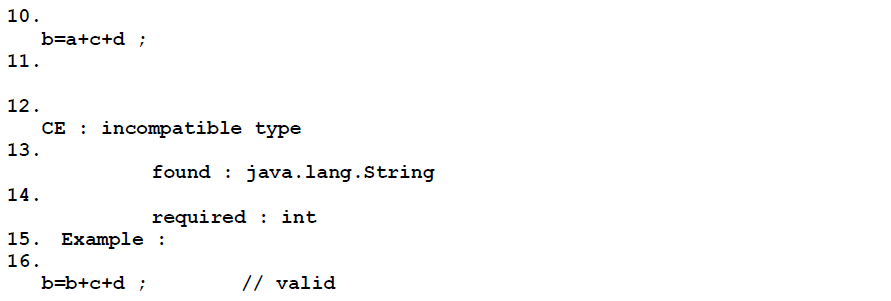 10.
b=a+c+d ;
11.
12.
CE : incompatible type
13.
found : java.lang.String
14.
required : int
15. Example :
16.
b=b+c+d ; // valid